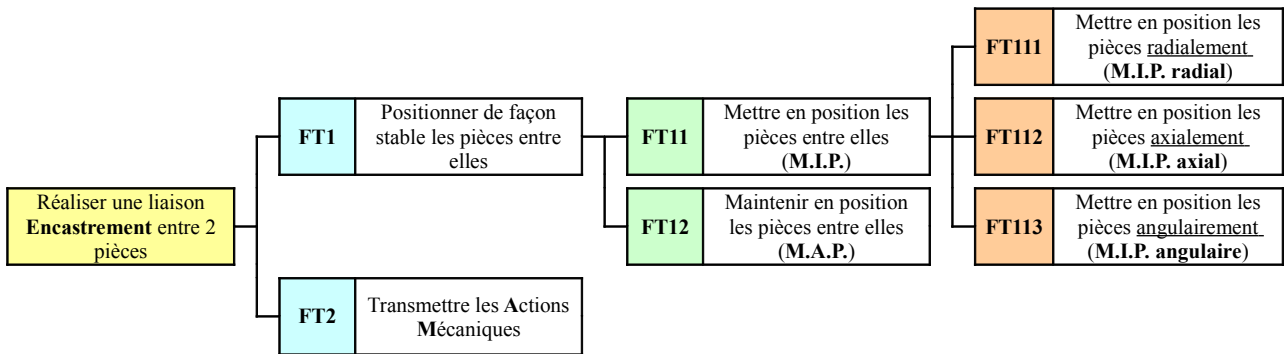 Réaliser une liaison
Encastrement entre 2
pièces
FT1
Positionner de façon
stable les pièces entre
elles
FT2
Transmettre les Actions
Mécaniques
FT11
Mettre en position les
pièces entre elles
(M.I.P.)
FT12
Maintenir en position
les pièces entre elles
(M.A.P.)
FT111
Mettre en position les
pièces radialement
(M.I.P. radial)
FT112
Mettre en position les
pièces axialement
(M.I.P. axial)
FT113
Mettre en position les
pièces angulairement
(M.I.P. angulaire)